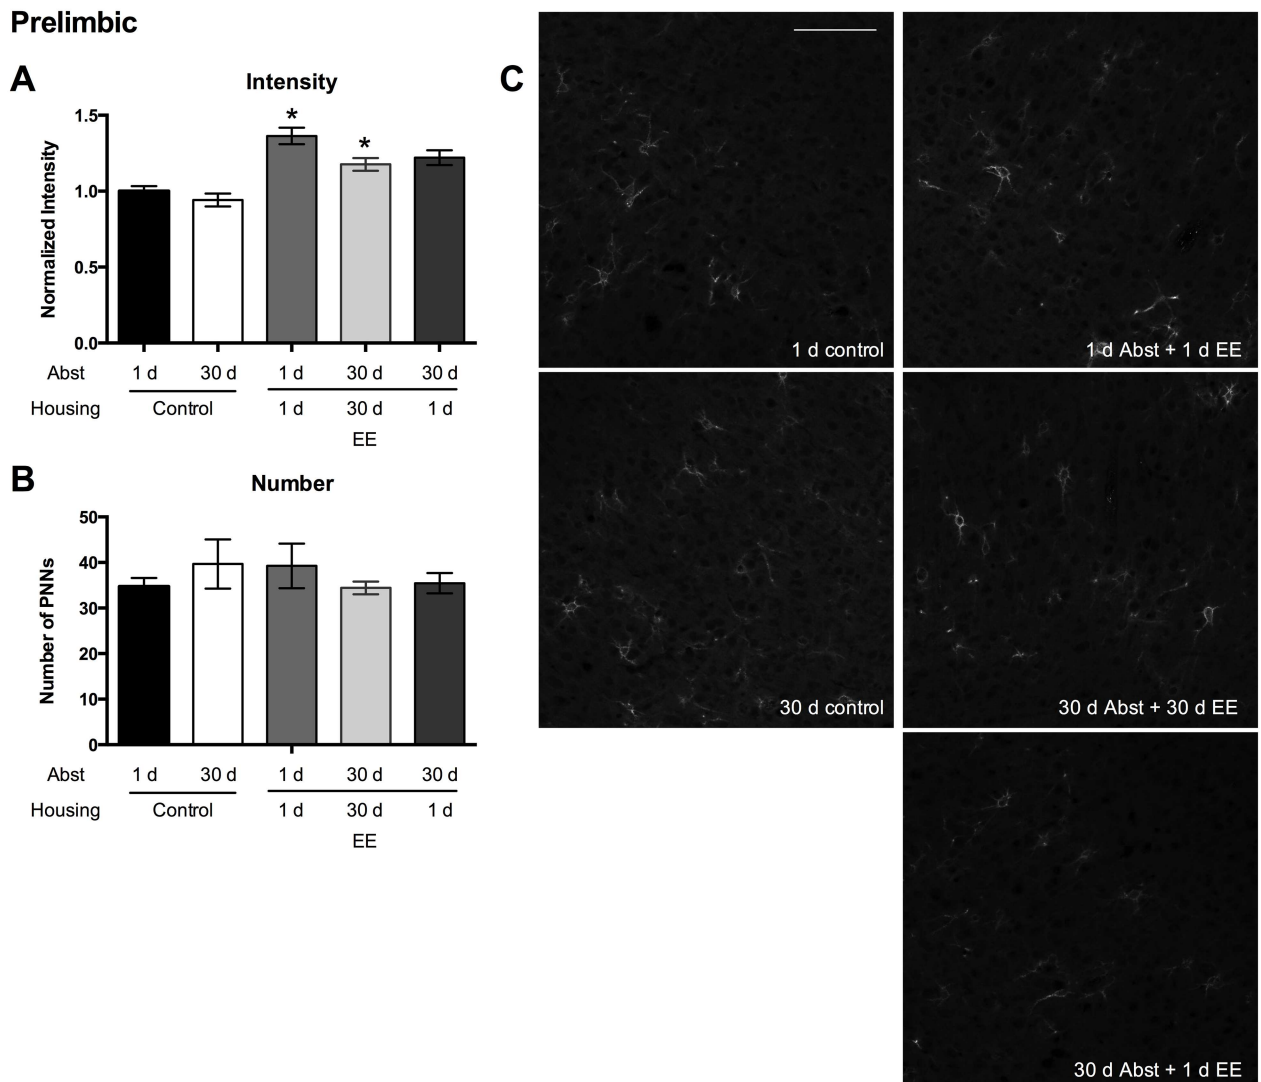 Prelimbic
A
Intensity
Normalized Intensity
1.5
1.0
0.5
0.0
*
*
Abst 1 d 30 d 1 d 30 d 30 d
Housing Control 1 d 30 d 1 d
EE
B
Number
Number of PNNs
50
40
30
20
10
0
Abst 1 d 30 d 1 d 30 d 30 d
Housing Control 1 d 30 d 1 d
EE
C
1 d control
1 d Abst + 1 d EE
30 d control
30 d Abst + 30 d EE
30 d Abst + 1 d EE